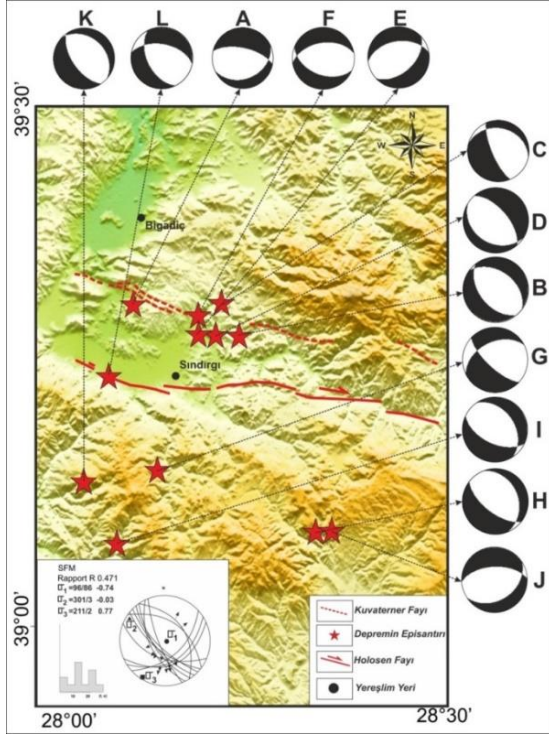 K L A F E
39°30'
N
W E
S
C
Bigadiç
D
B
G
Sındırgı
I
H
J
SFM
Rapport R 0.471
σ1 =96/86 -0.74
σ2 =301/3 -0.03
σ3 =211/2 0.77
σ2
σ1
σ3
Kuvaterner Fayı
Depremin Episantırı
Holosen Fayı
Yereşlim Yeri
39°00'
28°00' 28°30'